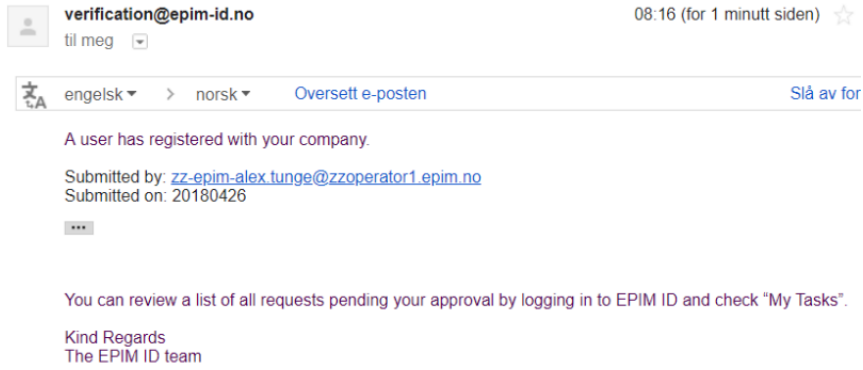 verification@epim-id.no
08:16 (for 1 minutt siden)
til meg
engelsk > norsk Oversett e-posten Slå av for
A user has registered with your company.
Submitted by: zz-epim-alex.tunge@zzoperator1.epim.no
Submitted on: 20180426
You can review a list of all requests pending your approval by logging in to EPIM ID and check “My Tasks”.
Kind Regards
The EPIM ID team